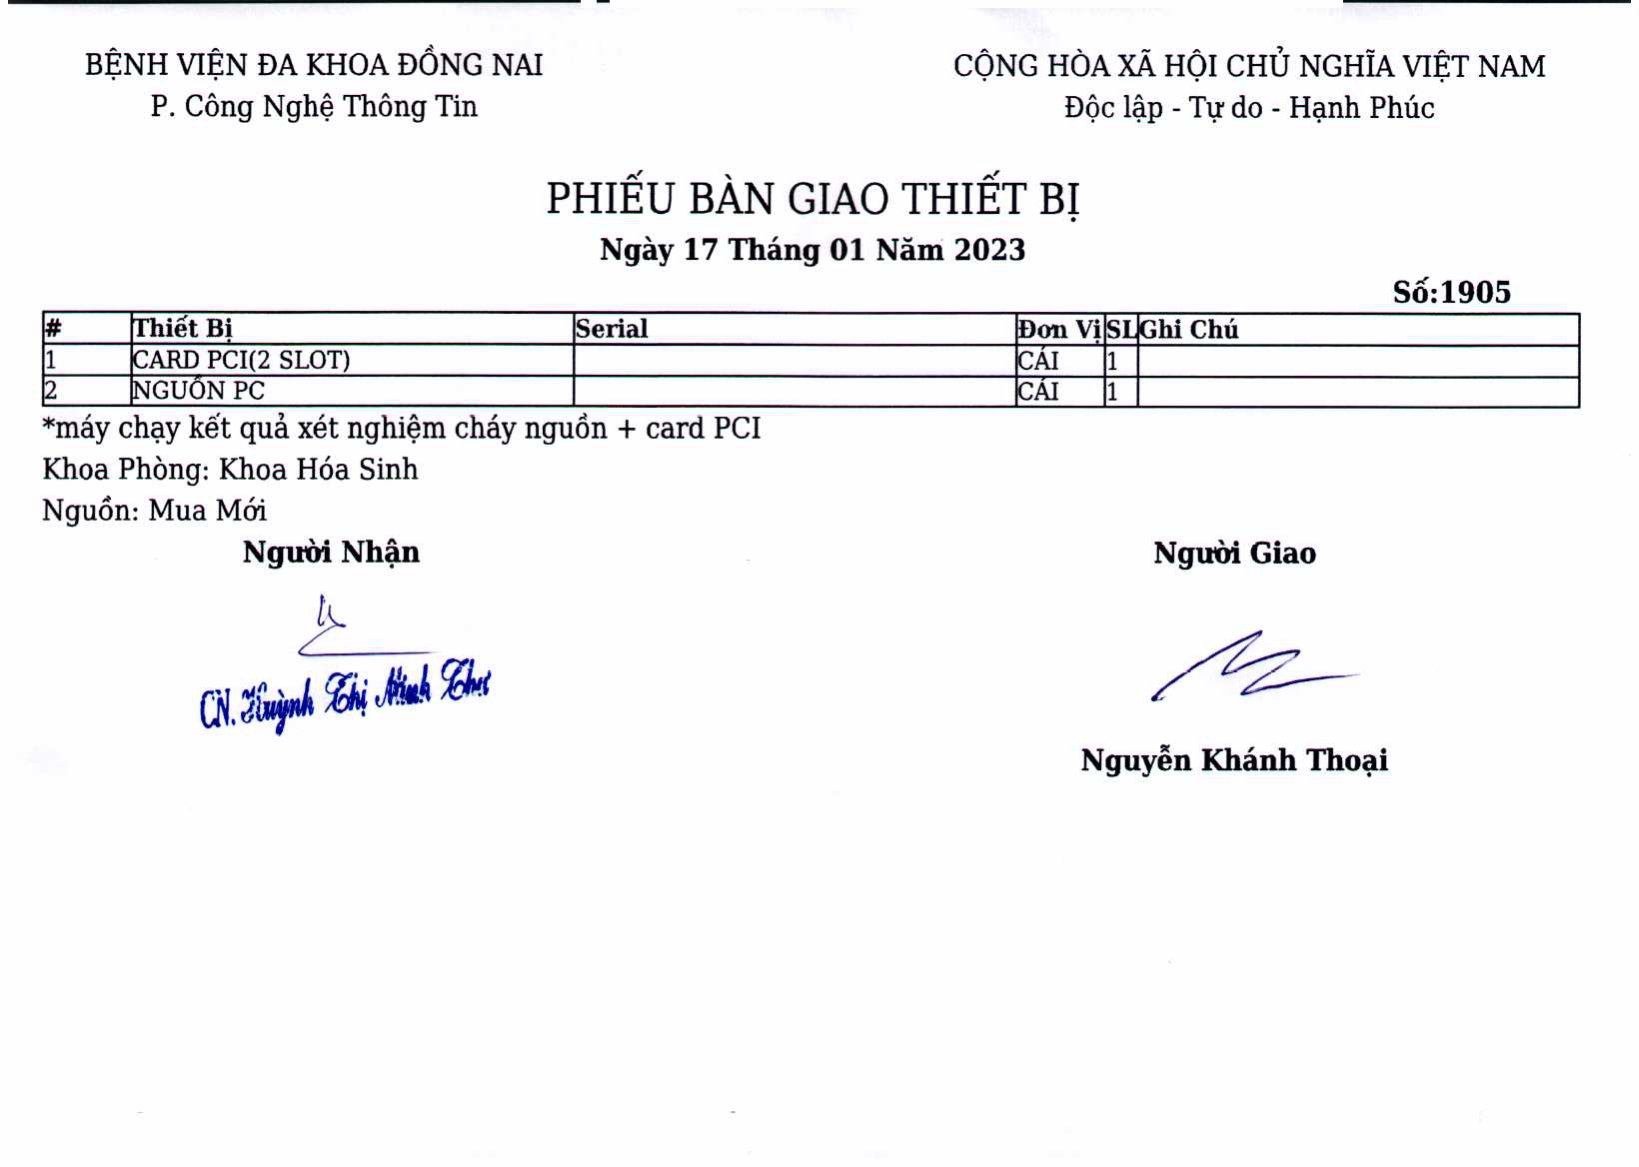 BỆNH VIỆN ĐA KHOA ĐỒNG NAI
P. Công Nghệ Thông Tin
CỘNG HÒA XÃ HỘI CHỦ NGHĨA VIỆT NAM
Độc lập - Tự do - Hạnh Phúc
PHIẾU BÀN GIAO THIẾT BỊ
Ngày 17 Tháng 01 Năm 2023
Số:1905
# Thiết Bị Serial Đơn Vị SL Ghi Chú
1 CARD PCI(2 SLOT) CÁI 1
2 NGUỒN PC CÁI 1
*máy chạy kết quả xét nghiệm cháy nguồn + card PCI
Khoa Phòng: Khoa Hóa Sinh
Nguồn: Mua Mới
Người Nhận Người Giao
CN. Huỳnh Thị Minh Thư
Nguyễn Khánh Thoại